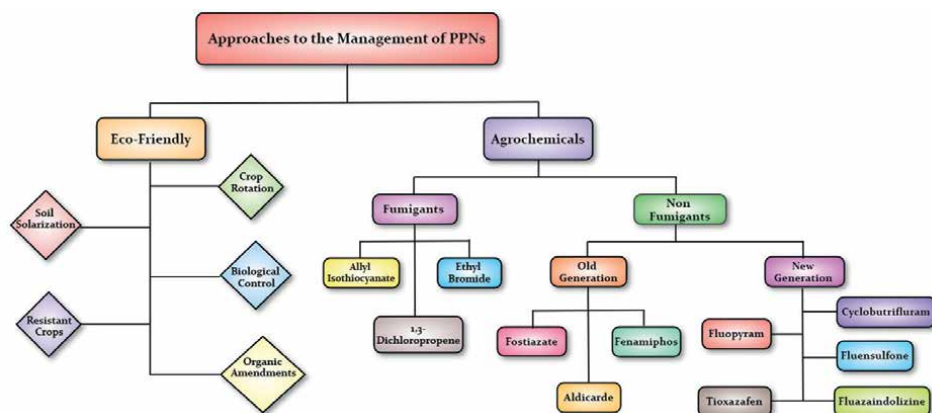 Approaches to the Management of PPNs
Eco-Friendly
Agrochemicals
Crop
Rotation
Soil
Solarization
Biological
Control
Resistant
Crops
Organic
Amendments
Fumigants
Non
Fumigants
Allyl
Isothiocyanate
Ethyl
Bromide
1,3-
Dichloropropene
Old
Generation
New
Generation
Fostiazate
Fenamiphos
Aldicarde
Cyclobutrifluram
Fluopyram
Fluensulfone
Tioxazafen
Fluazaindolizine